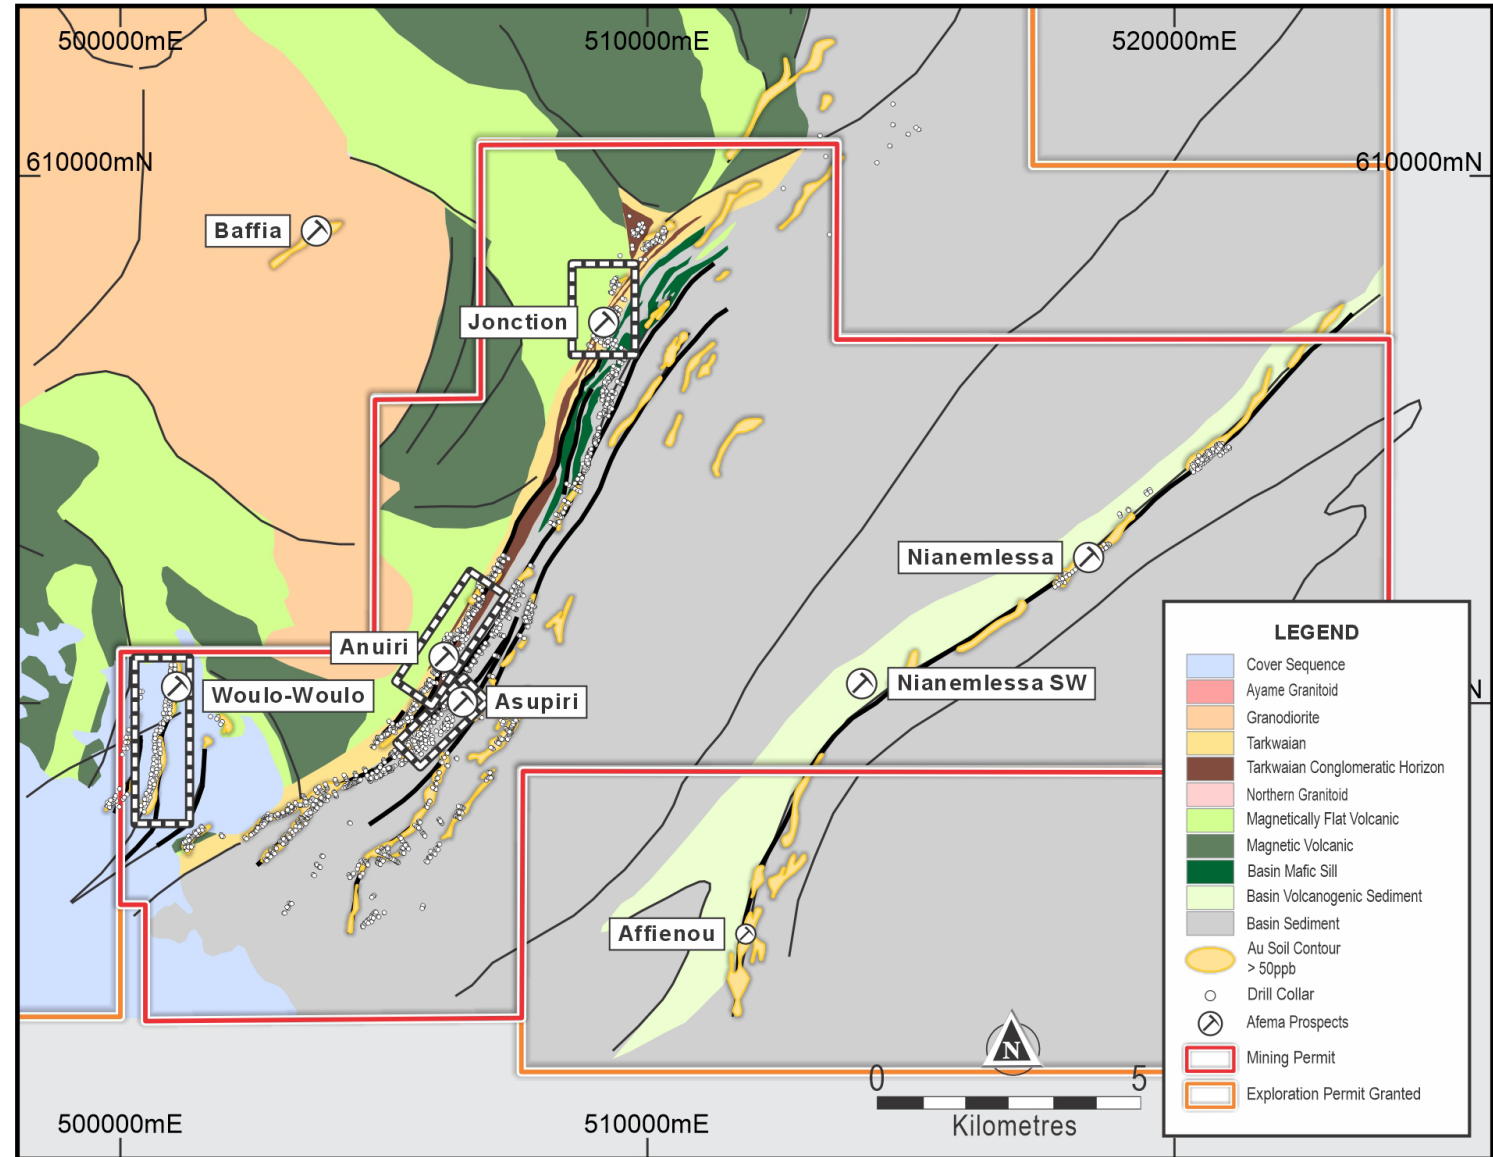 500000mE
510000mE
520000mE
610000mN
610000mN
Baffia
Jonction
Nianemlessa
Anuiri
Woulo-Woulo
Asupiri
Nianemlessa SW
N
Affienou
LEGEND
Cover Sequence
Ayame Granitoid
Granodiorite
Tarkwaian
Tarkwaian Conglomeratic Horizon
Northern Granitoid
Magnetically Flat Volcanic
Magnetic Volcanic
Basin Mafic Sill
Basin Volcanogenic Sediment
Basin Sediment
Au Soil Contour
> 50ppb
Drill Collar
Afema Prospects
Mining Permit
Exploration Permit Granted
N
0 5
Kilometres
500000mE
510000mE